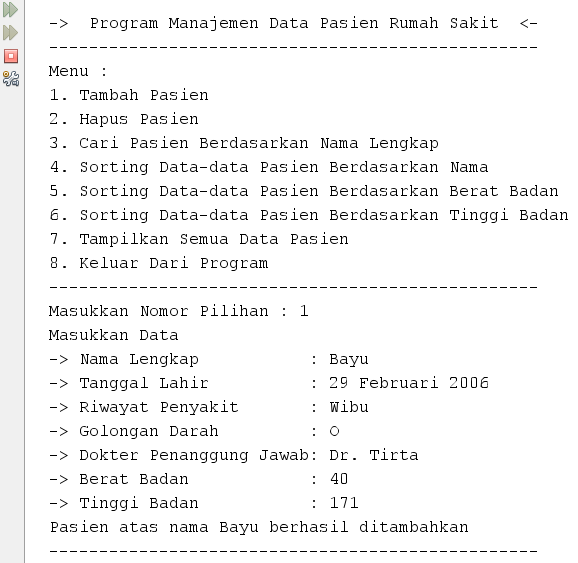 ->  Program Manajemen Data Pasien Rumah Sakit  <-
-------------------------------------------------
Menu :
1. Tambah Pasien
2. Hapus Pasien
3. Cari Pasien Berdasarkan Nama Lengkap
4. Sorting Data-data Pasien Berdasarkan Nama
5. Sorting Data-data Pasien Berdasarkan Berat Badan
6. Sorting Data-data Pasien Berdasarkan Tinggi Badan
7. Tampilkan Semua Data Pasien
8. Keluar Dari Program
-------------------------------------------------
Masukkan Nomor Pilihan : 1
Masukkan Data
-> Nama Lengkap           : Bayu
-> Tanggal Lahir          : 29 Februari 2006
-> Riwayat Penyakit       : Wibu
-> Golongan Darah         : O
-> Dokter Penanggung Jawab: Dr. Tirta
-> Berat Badan            : 40
-> Tinggi Badan           : 171
Pasien atas nama Bayu berhasil ditambahkan
-------------------------------------------------